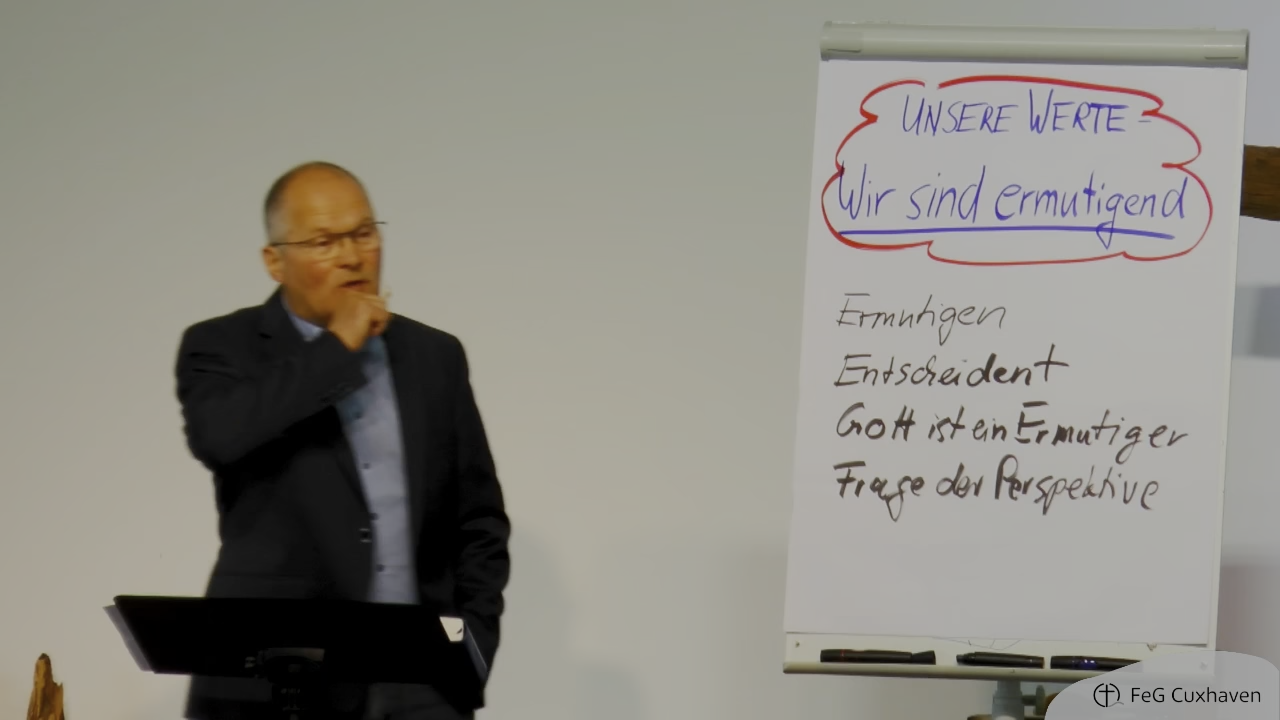 UNSERE WERTE -
Wir sind ermutigend
Ermutigen
Entscheident
Gott ist ein Ermutiger
Frage der Perspektive
FeG Cuxhaven